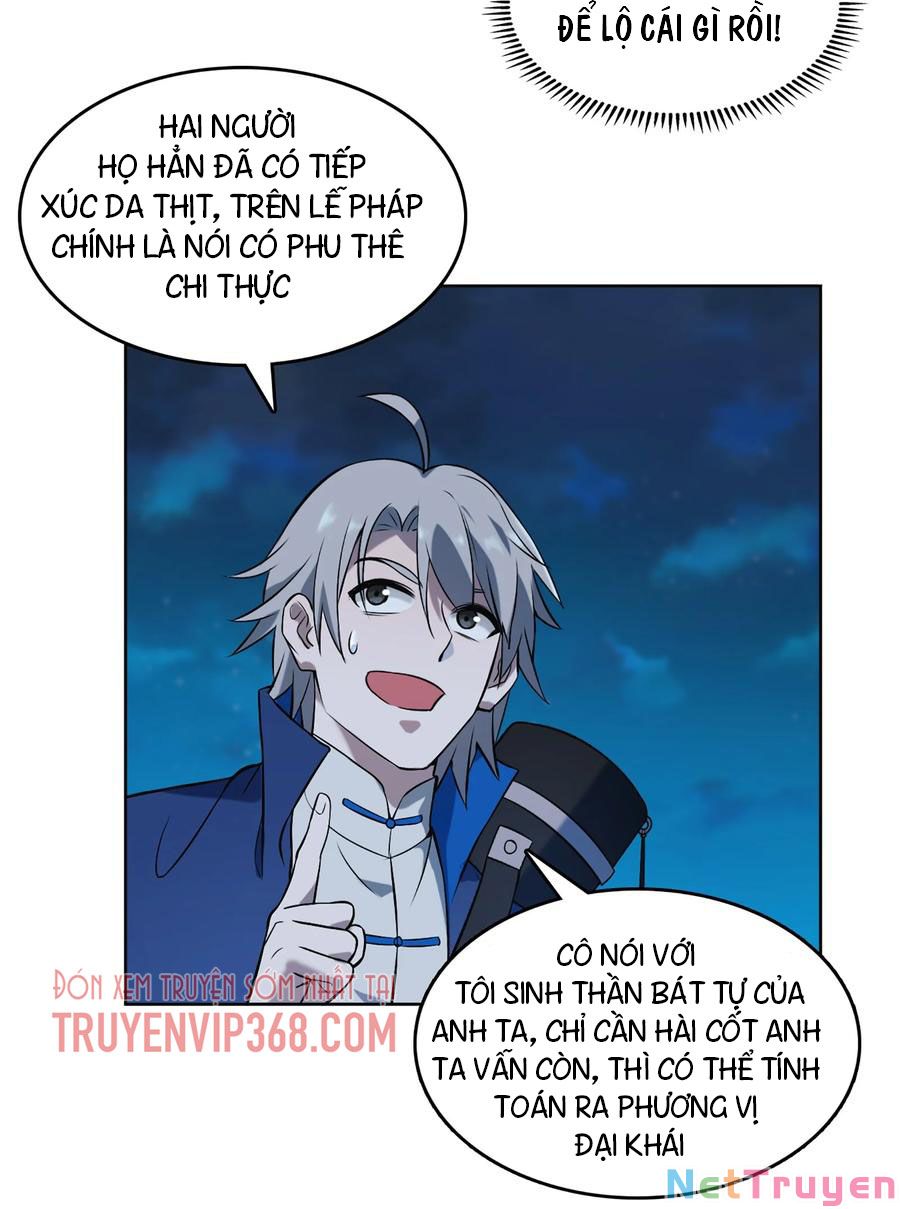 ĐỂ LỘ CÁI GÌ RỒI!
HAI NGƯỜI
HỌ HẲN ĐÃ CÓ TIẾP
XÚC DA THỊT, TRÊN LỄ PHÁP
CHÍNH LÀ NÓI CÓ PHU THÊ
CHI THỰC
CÔ NÓI VỚI
TÔI SINH THẦN BÁT TỰ CỦA
ANH TA, CHỈ CẦN HÀI CỐT ANH
TA VẪN CÒN, THÌ CÓ THỂ TÍNH
TOÁN RA PHƯƠNG VỊ
ĐẠI KHÁI
ĐÓN XEM TRUYỆN SỚM NHẤT TẠI
TRUYENVIP368.COM
NetTruyen